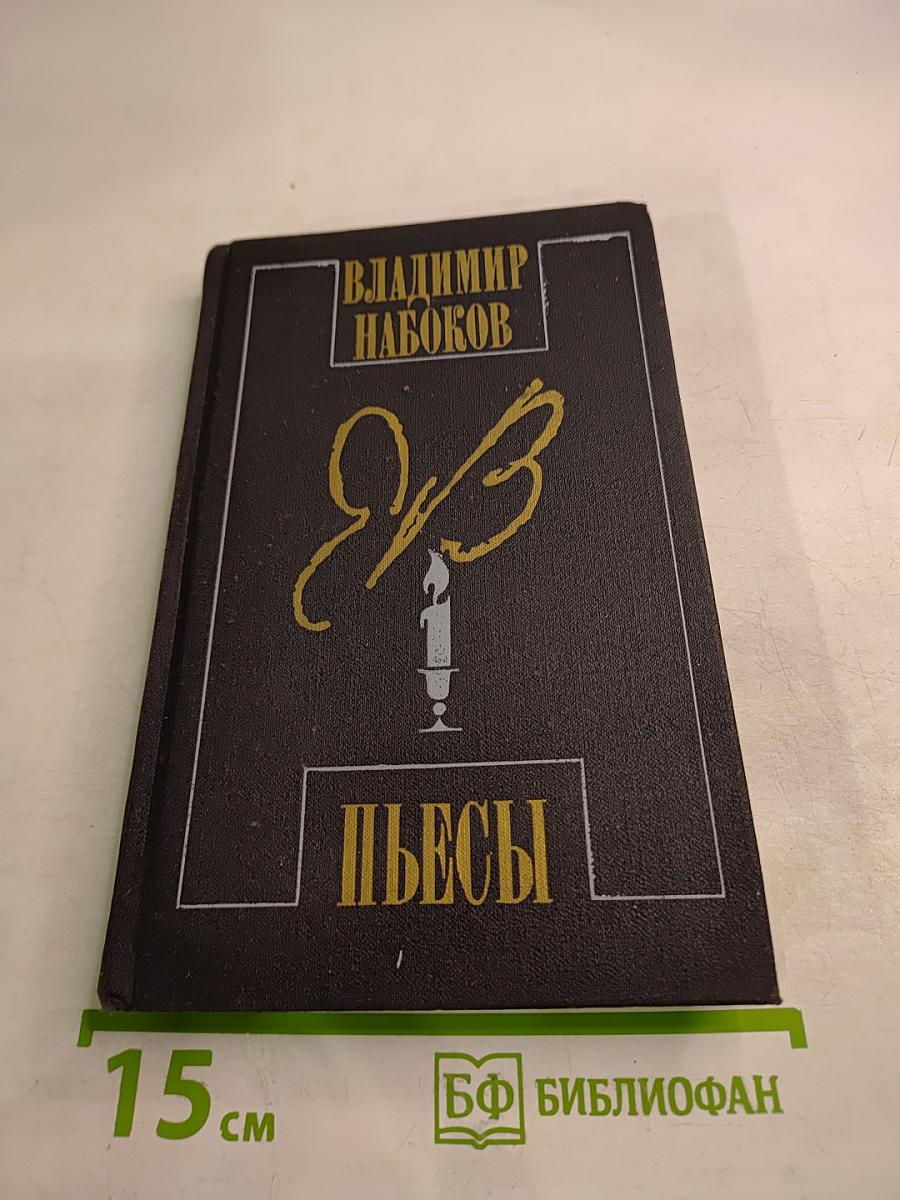 ВЛАДИМИР
НАБОКОВ
ПЬЕСЫ
15 см
БФ БИБЛИОФАН